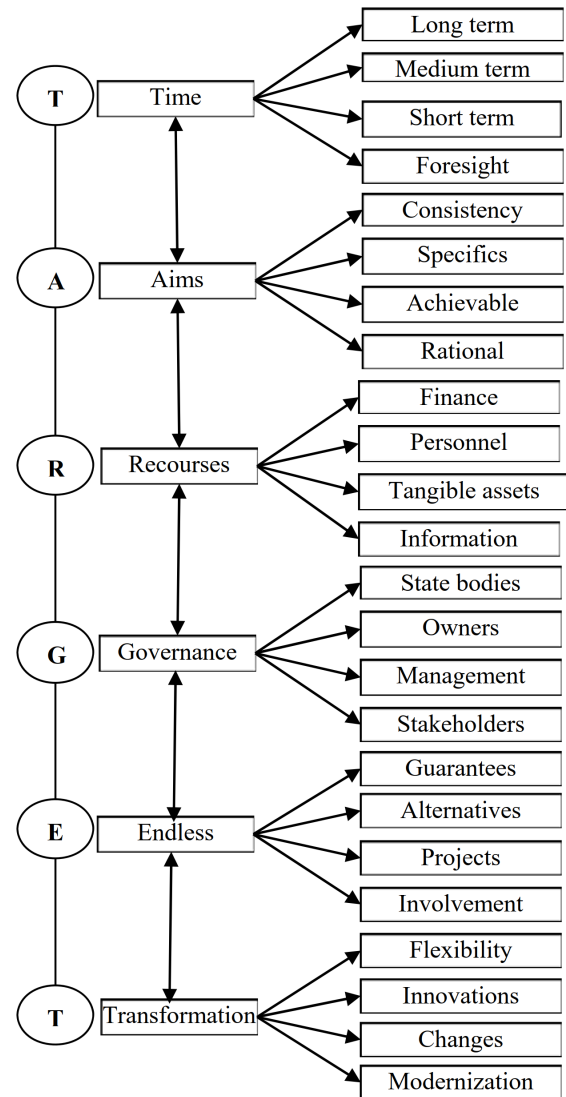 T
Time
Long term
Medium term
Short term
Foresight
A
Aims
Consistency
Specifics
Achievable
Rational
R
Recourses
Finance
Personnel
Tangible assets
Information
G
Governance
State bodies
Owners
Management
Stakeholders
E
Endless
Guarantees
Alternatives
Projects
Involvement
T
Transformation
Flexibility
Innovations
Changes
Modernization